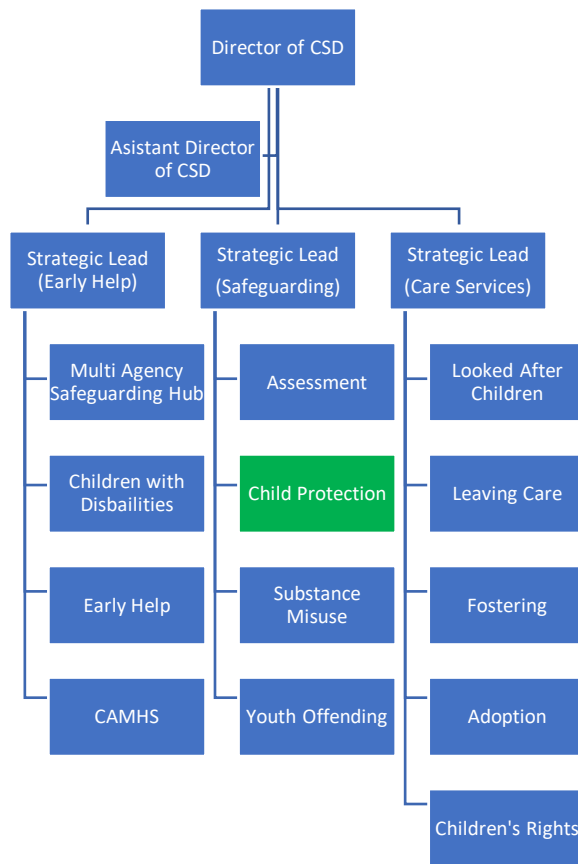 Director of CSD
Asistant Director
of CSD
Strategic Lead
(Early Help)
Strategic Lead
(Safeguarding)
Strategic Lead
(Care Services)
Multi Agency
Safeguarding Hub
Assessment
Looked After
Children
Children with
Disbailities
Child Protection
Leaving Care
Early Help
Substance
Misuse
Fostering
CAMHS
Youth Offending
Adoption
Children's Rights